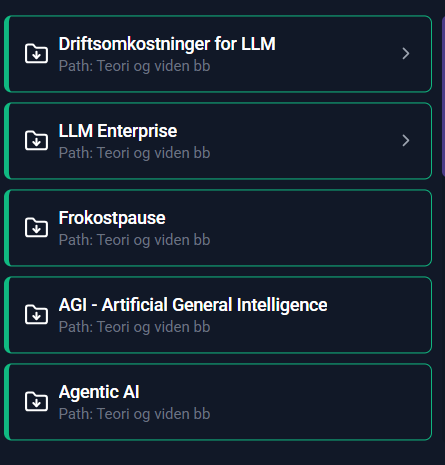 Driftsomkostninger for LLM
Path: Teori og viden bb
LLM Enterprise
Path: Teori og viden bb
Frokostpause
Path: Teori og viden bb
AGI - Artificial General Intelligence
Path: Teori og viden bb
Agentic AI
Path: Teori og viden bb